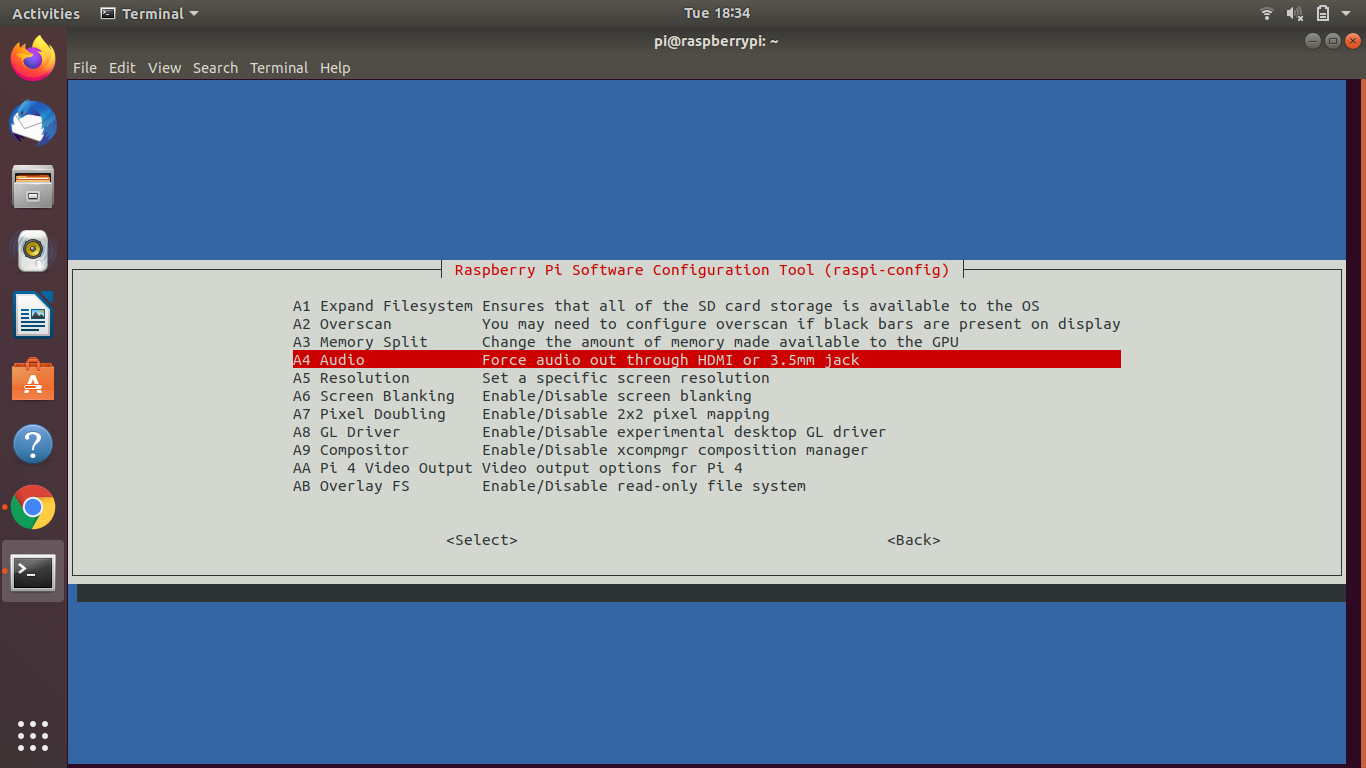 Activities Terminal Tue 18:34
pi@raspberrypi: ~
File Edit View Search Terminal Help
Raspberry Pi Software Configuration Tool (raspi-config)
A1 Expand Filesystem Ensures that all of the SD card storage is available to the OS
A2 Overscan You may need to configure overscan if black bars are present on display
A3 Memory Split Change the amount of memory made available to the GPU
A4 Audio Force audio out through HDMI or 3.5mm jack
A5 Resolution Set a specific screen resolution
A6 Screen Blanking Enable/Disable screen blanking
A7 Pixel Doubling Enable/Disable 2x2 pixel mapping
A8 GL Driver Enable/Disable experimental desktop GL driver
A9 Compositor Enable/Disable xcompmgr composition manager
AA Pi 4 Video Output Video output options for Pi 4
AB Overlay FS Enable/Disable read-only file system
<Select> <Back>